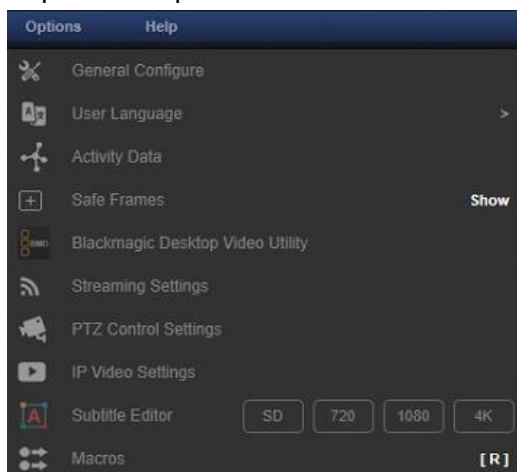 Options Help
General Configure
User Language >
Activity Data
Safe Frames Show
BMD Blackmagic Desktop Video Utility
Streaming Settings
PTZ Control Settings
IP Video Settings
A Subtitle Editor SD 720 1080 4K
Macros [R]